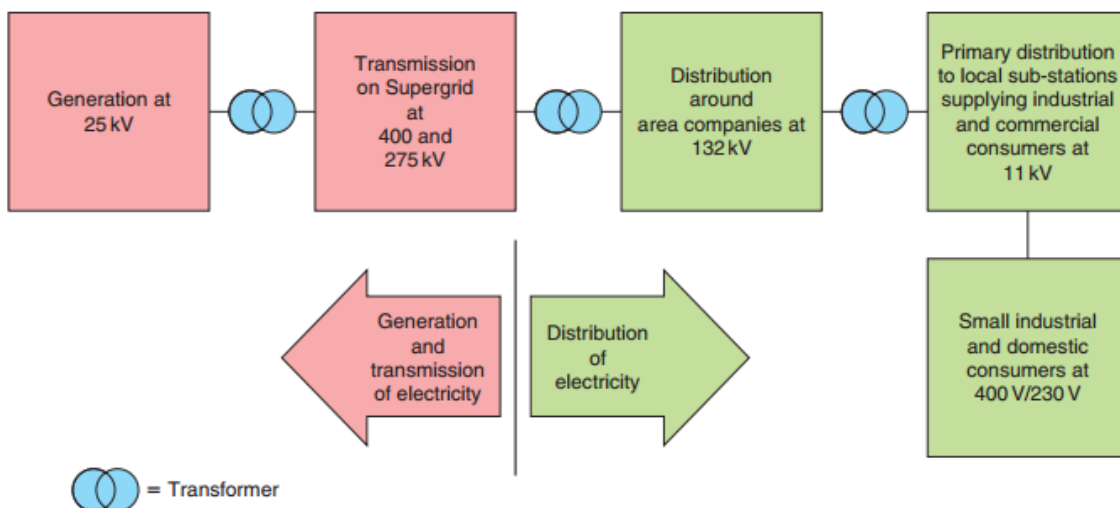 Generation at
25 kV
Transmission
on Supergrid
at
400 and
275 kV
Distribution
around
area companies at
132 kV
Primary distribution
to local sub-stations
supplying industrial
and commercial
consumers at
11 kV
Generation
and
transmission
of electricity
Distribution
of
electricity
Small industrial
and domestic
consumers at
400 V/230 V
= Transformer